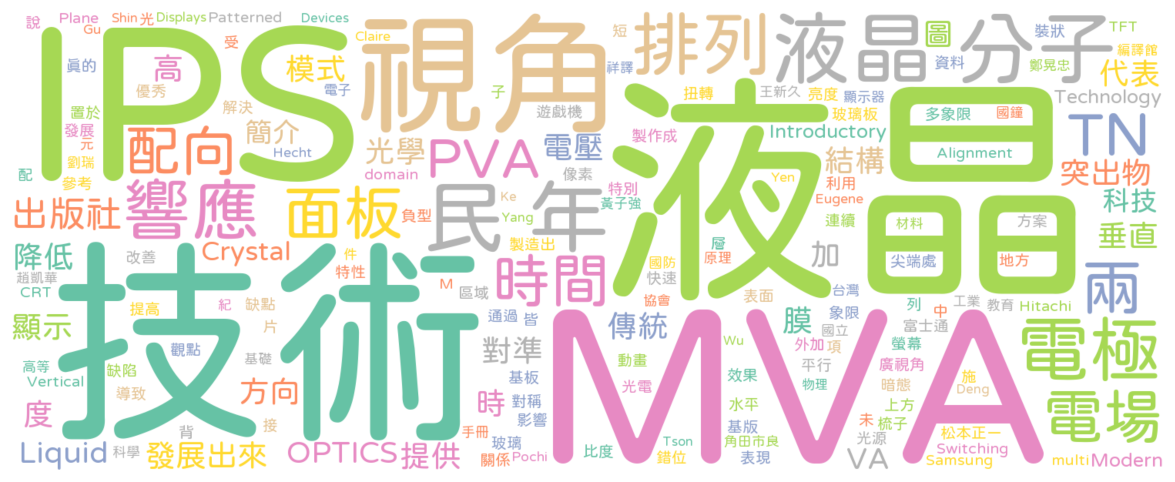 說 Plane Shin 光 Displays Patterned Devices
Gu 受 Claire
IPS 視角 短 排列 液晶 圖 分子 裝狀 TFT
眞的 高 模式 祥譯 資料 鄭晃忠 編譯館
置於 優秀 電子 解決 子 遊戲機 扭轉 王新久 亮度 顯示器 代表
發展 元 簡介 玻璃板 Technology
劉瑞 配向 Hecht 光學 PVA 電壓 製作成 Introductory 多象限 國鐘 TN
配 參考 domain 像素 結構 Alignment 突出物
響應 面板 民 年 Ke 特別 液晶 Yen 利用
出版社 負型 Yang 黃子強 Eugene 科技
降低 改善 Crystal 製造出 層 加 連續 材料 方案 垂直
趙凱華 件 國防 原理 尖端處 地方
CRT 技術 特性 M 時間 快速 表面 台灣 兩
提高 紀 缺點 區域 協會 列 中 工業 教育 Hitachi
顯示 片 通過 皆 傳統 膜 象限 富士通 電極
觀點 對準 Wu 外加 國立 項 螢幕
高等 缺陷 基礎 動畫 平行 廣視角
Vertical 導致 方向 基板 光電 效果 物理 暗態 施 Deng
度 背 接 時 對稱 影響 MVA 水平 未 上方 電場
手冊 基版 梳子
Liquid 科學 發展出來 OPTICS 提供 玻璃 Tson 角田市良 光源 松本正一
關係 Pochi 錯位 比度 表現 VA Switching
Samsung multi Modern